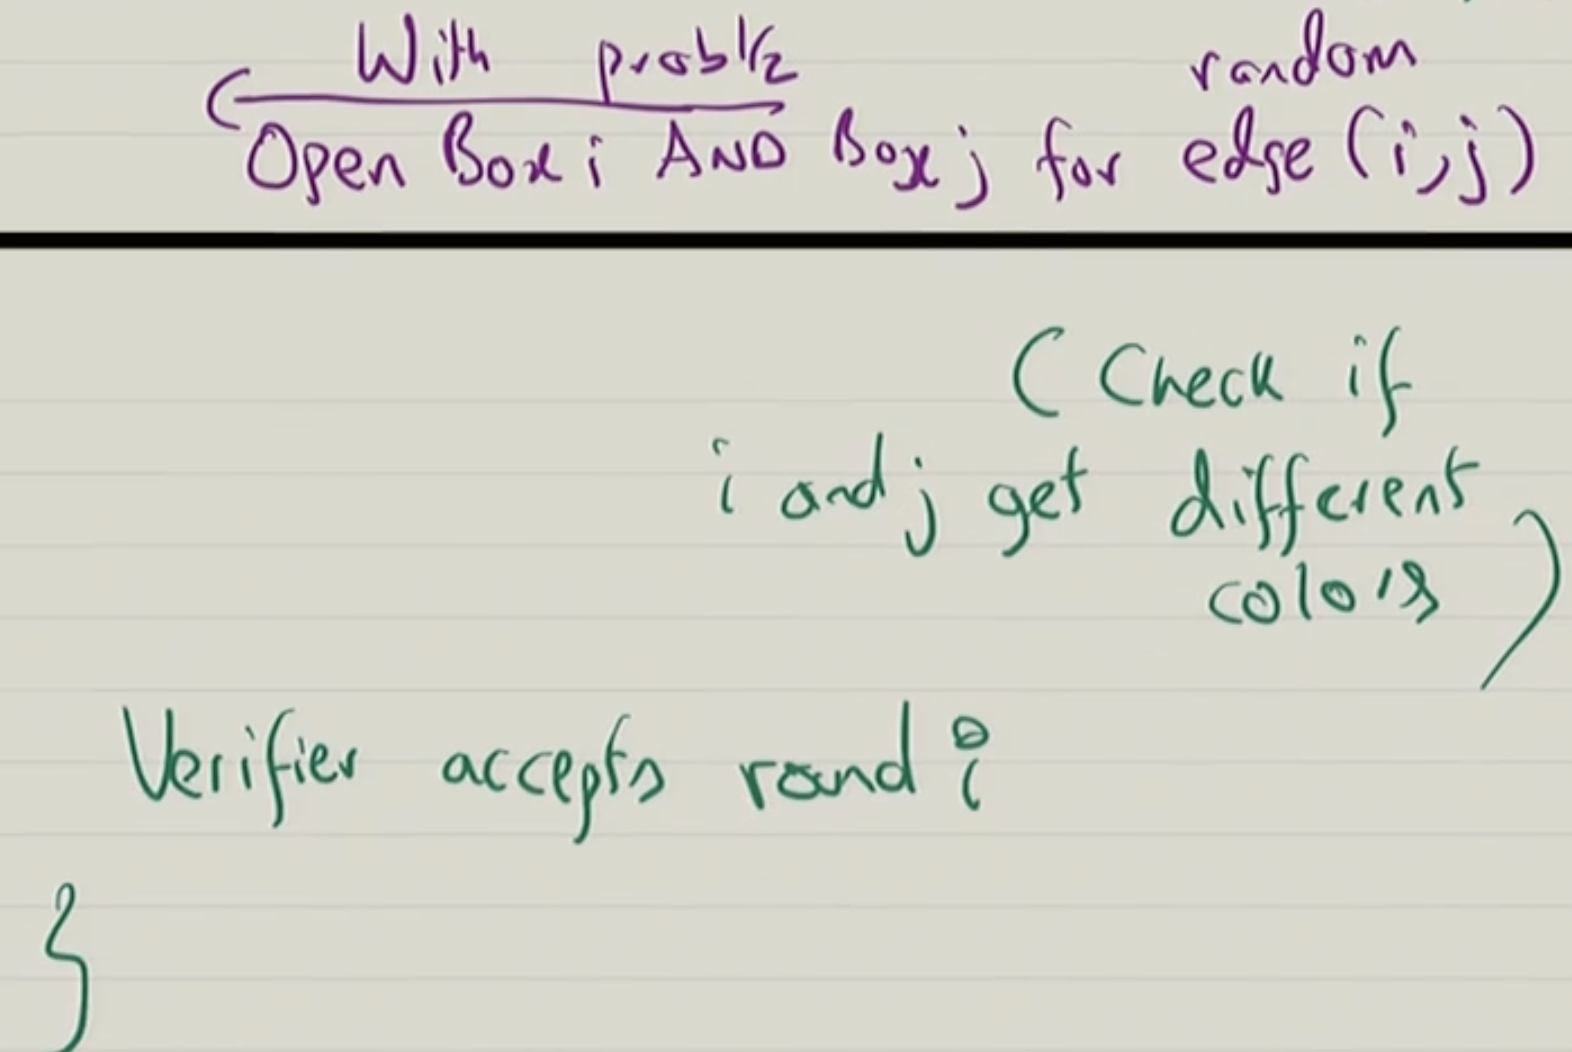 With prob 1/2 random
Open Box i AND Box j for edge (i,j)
(Check if
i and j get different
colors)
Verifier accepts round i
}